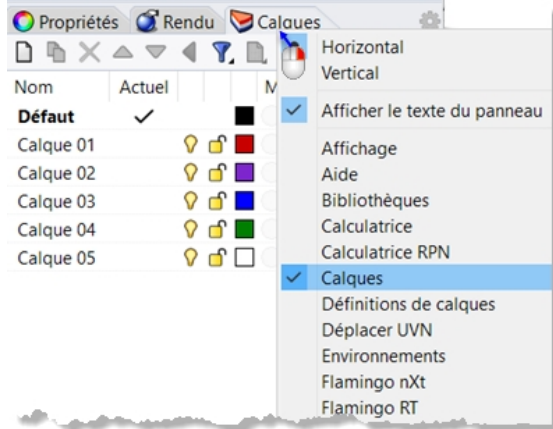 Propriétés Rendu Calques
Nom Actuel M
Défaut
Calque 01
Calque 02
Calque 03
Calque 04
Calque 05
Horizontal
Vertical
Afficher le texte du panneau
Affichage
Aide
Bibliothèques
Calculatrice
Calculatrice RPN
Calques
Définitions de calques
Déplacer UVN
Environnements
Flamingo nXt
Flamingo RT